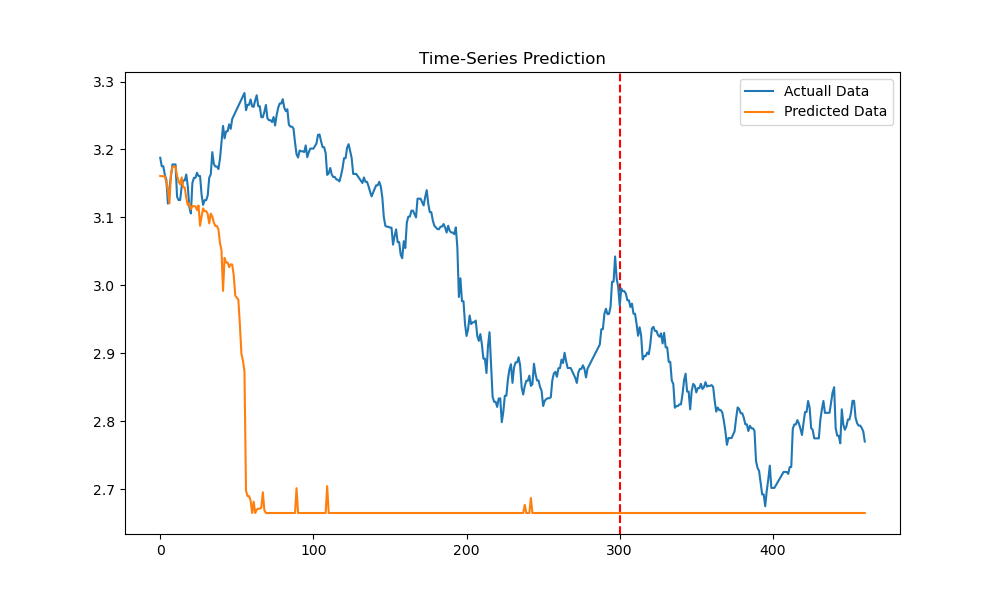 Time-Series Prediction
Actuall Data
Predicted Data
3.3
3.2
3.1
3.0
2.9
2.8
2.7
0 100 200 300 400